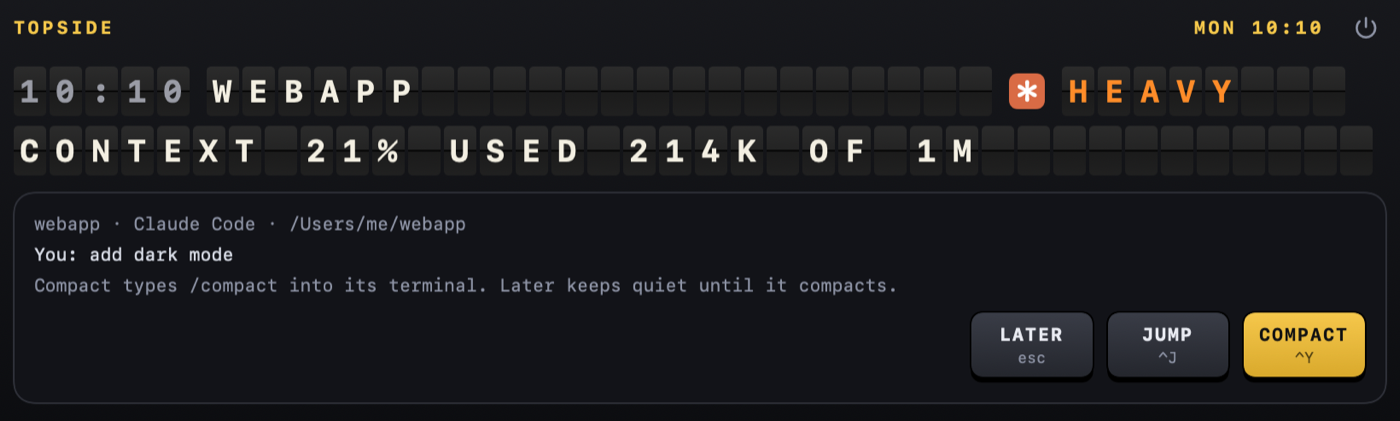 TOPSIDE MON 10:10
10:10 WEBAPP * HEAVY
CONTEXT 21% USED 214K OF 1M
webapp · Claude Code · /Users/me/webapp
You: add dark mode
Compact types /compact into its terminal. Later keeps quiet until it compacts.
LATER JUMP COMPACT
esc ^J ^Y